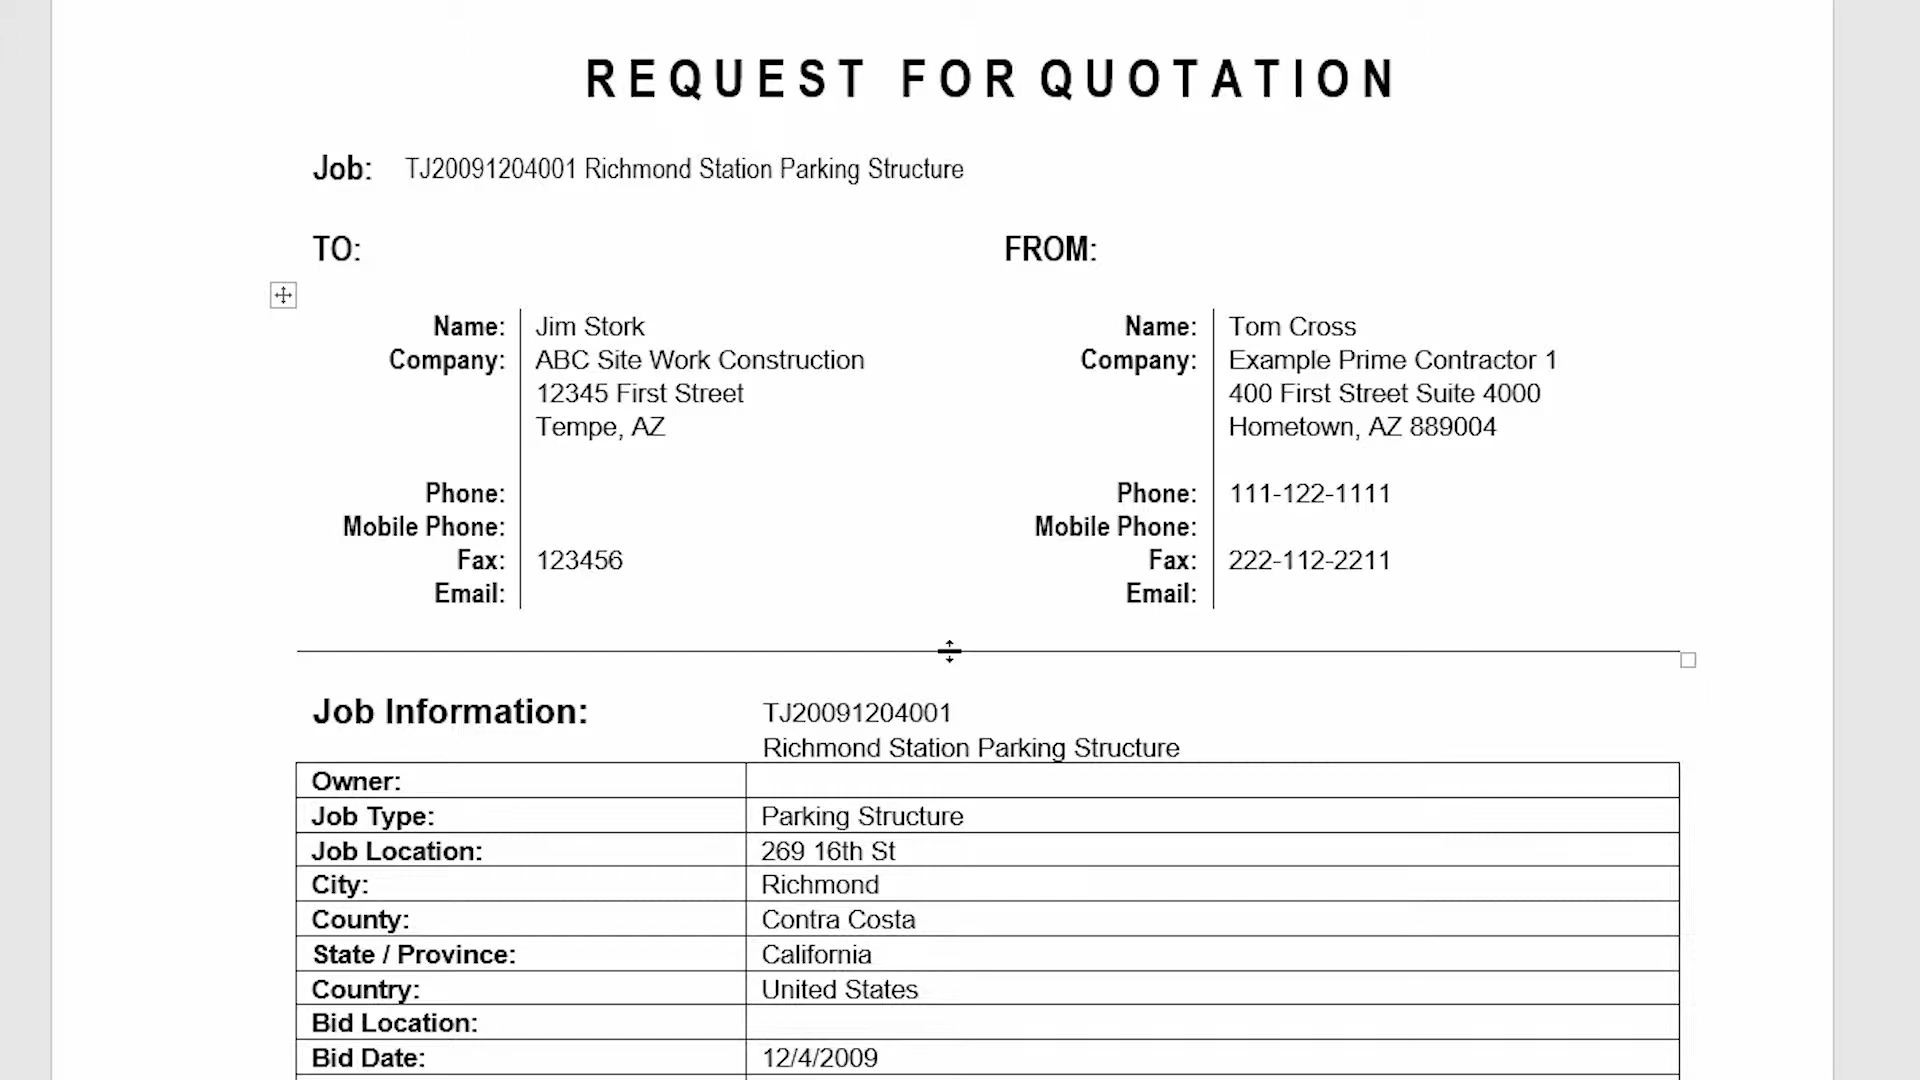 REQUEST FOR QUOTATION
Job: TJ20091204001 Richmond Station Parking Structure
TO:
FROM:
Name: Jim Stork
Company: ABC Site Work Construction
12345 First Street
Tempe, AZ
Phone:
Mobile Phone:
Fax: 123456
Email:
Name: Tom Cross
Company: Example Prime Contractor 1
400 First Street Suite 4000
Hometown, AZ 889004
Phone: 111-122-1111
Mobile Phone:
Fax: 222-112-2211
Email:
Job Information: TJ20091204001
Richmond Station Parking Structure
Owner:
Job Type: Parking Structure
Job Location: 269 16th St
City: Richmond
County: Contra Costa
State / Province: California
Country: United States
Bid Location:
Bid Date: 12/4/2009